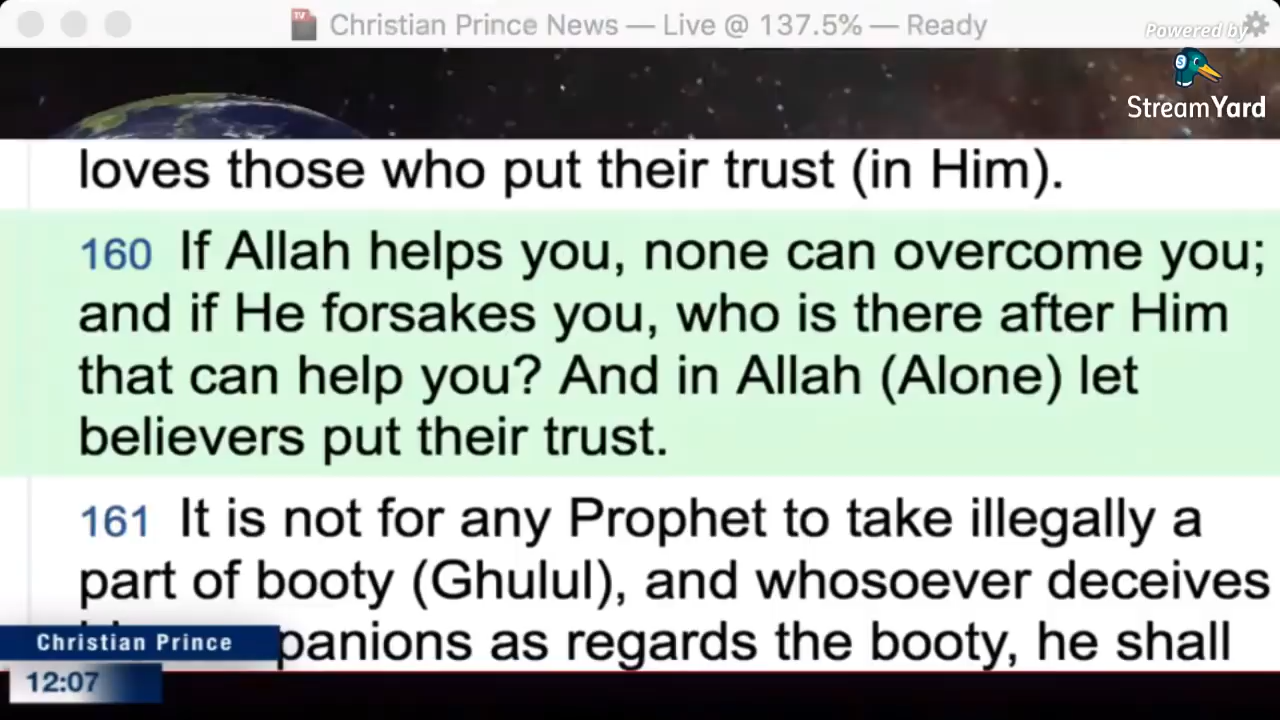 Christian Prince News — Live @ 137.5% — Ready
Powered by
StreamYard
loves those who put their trust (in Him).
160 If Allah helps you, none can overcome you;
and if He forsakes you, who is there after Him
that can help you? And in Allah (Alone) let
believers put their trust.
161 It is not for any Prophet to take illegally a
part of booty (Ghulul), and whosoever deceives
panions as regards the booty, he shall
Christian Prince
12:07